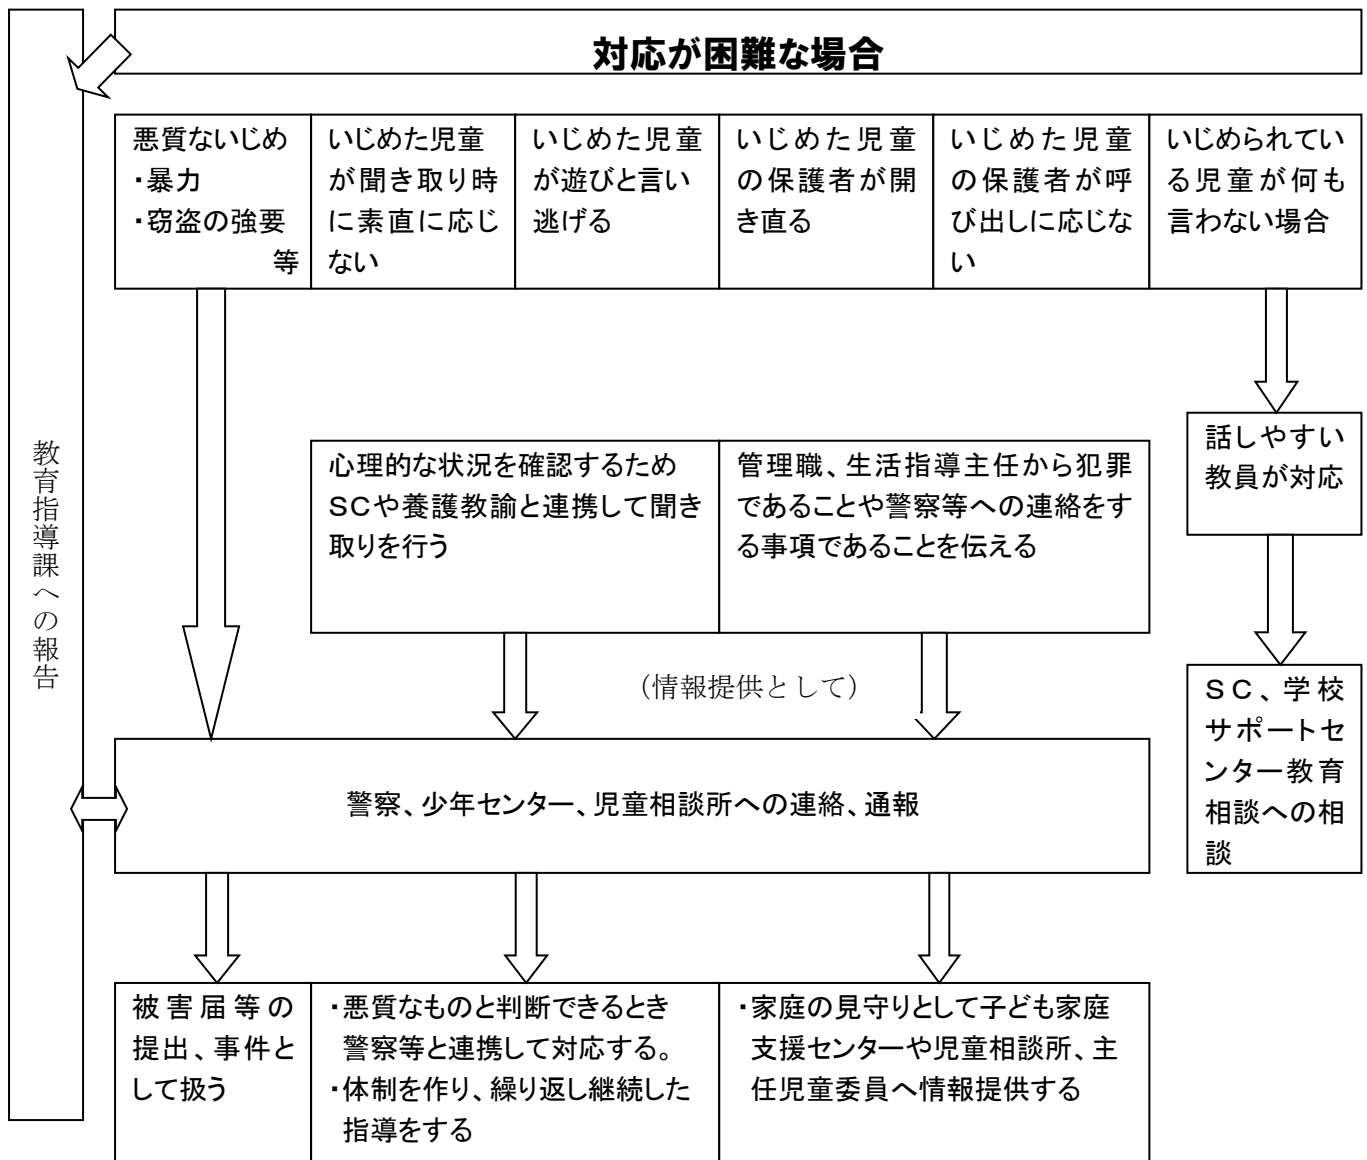 対応が困難な場合
悪質ないじめ
・暴力
・窃盗の強要
等
いじめた児童
が聞き取り時
に素直に応じ
ない
いじめた児童
が遊びと言い
逃げる
いじめた児童
の保護者が開
き直る
いじめた児童
の保護者が呼
び出しに応じな
い
いじめられてい
る児童が何も
言わない場合
教育指導課への報告
心理的な状況を確認するため
SCや養護教諭と連携して聞き
取りを行う
管理職、生活指導主任から犯罪
であることや警察等への連絡をす
る事項であることを伝える
話しやすい
教員が対応
（情報提供として）
SC、学校
サポートセ
ンター教育
相談への相
談
警察、少年センター、児童相談所への連絡、通報
被害届等の
提出、事件と
して扱う
・悪質なものと判断できるとき
警察等と連携して対応する。
・体制を作り、繰り返し継続した
指導をする
・家庭の見守りとして子ども家庭
支援センターや児童相談所、主
任児童委員へ情報提供する